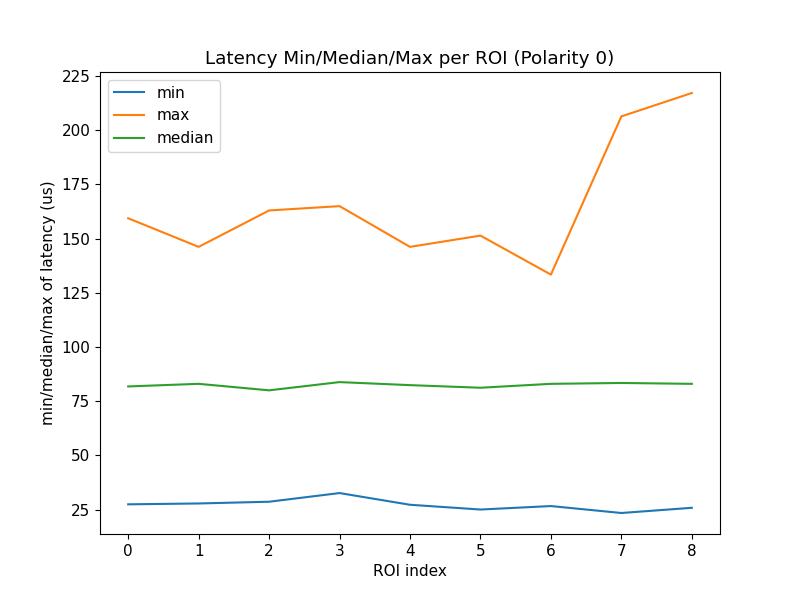 Latency Min/Median/Max per ROI (Polarity 0)
min
max
median
min/median/max of latency (us)
225
200
175
150
125
100
75
50
25
0 1 2 3 4 5 6 7 8
ROI index